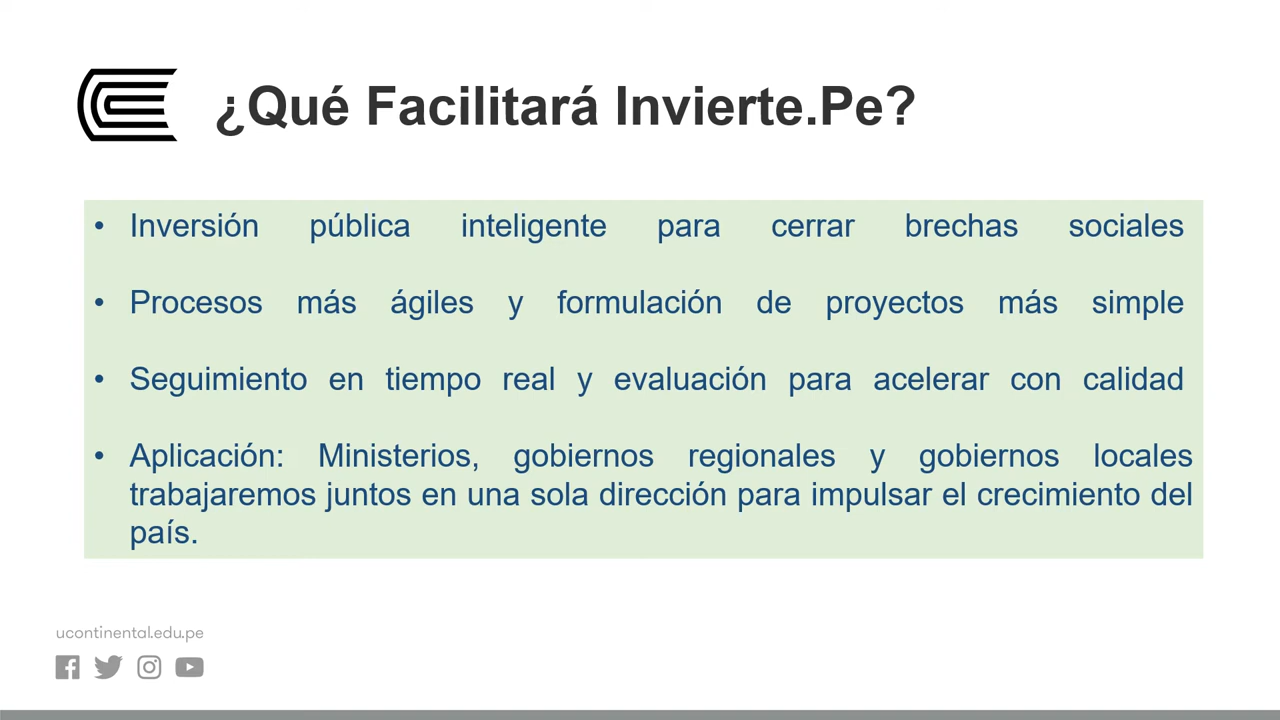 ¿Qué Facilitará Invierte.Pe?
• Inversión pública inteligente para cerrar brechas sociales
• Procesos más ágiles y formulación de proyectos más simple
• Seguimiento en tiempo real y evaluación para acelerar con calidad
• Aplicación: Ministerios, gobiernos regionales y gobiernos locales
trabajaremos juntos en una sola dirección para impulsar el crecimiento del
país.
ucontinental.edu.pe